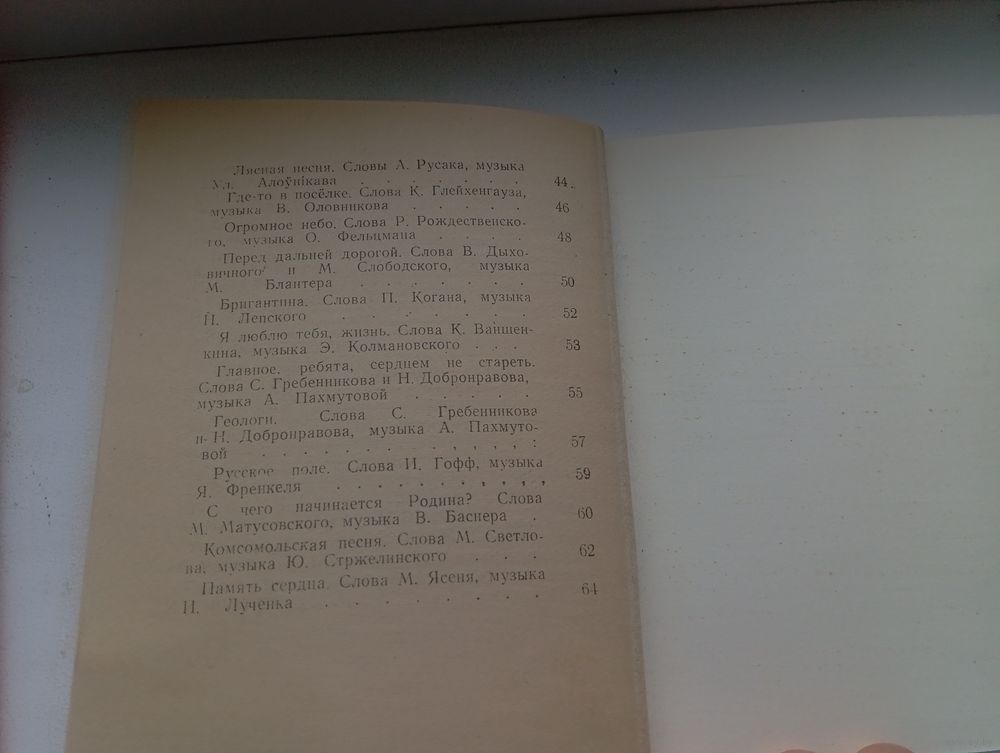 Лясная песня. Словы А. Русака, музыка
Ул. Алоўнікава . . . . . . . 44
Где-то в посёлке. Слова К. Глейхенгауза,
музыка В. Оловникова . . . . . 46
Огромное небо. Слова Р. Рождественско-
го, музыка О. Фельцмана . . . . 48
Перед дальней дорогой. Слова В. Дыхо-
вичного и М. Слободского, музыка
М. Блантера . . . . . . . 50
Бригантина. Слова П. Когана, музыка
Н. Лепского . . . . . . . 52
Я люблю тебя, жизнь. Слова К. Ваншен-
кина, музыка Э. Колмановского . . . 53
Главное, ребята, сердцем не стареть.
Слова С. Гребенникова и Н. Добронравова,
музыка А. Пахмутовой . . . . . 55
Геологи. Слова С. Гребенникова
и Н. Добронравова, музыка А. Пахмуто-
вой . . . . . . . . . . 57
Русское поле. Слова И. Гофф, музыка
Я. Френкеля . . . . . . . . 59
С чего начинается Родина? Слова
М. Матусовского, музыка В. Баснера . 60
Комсомольская песня. Слова М. Светло-
ва, музыка Ю. Стржелинского . . . 62
Память сердца. Слова М. Ясеня, музыка
И. Лученка . . . . . . . 64